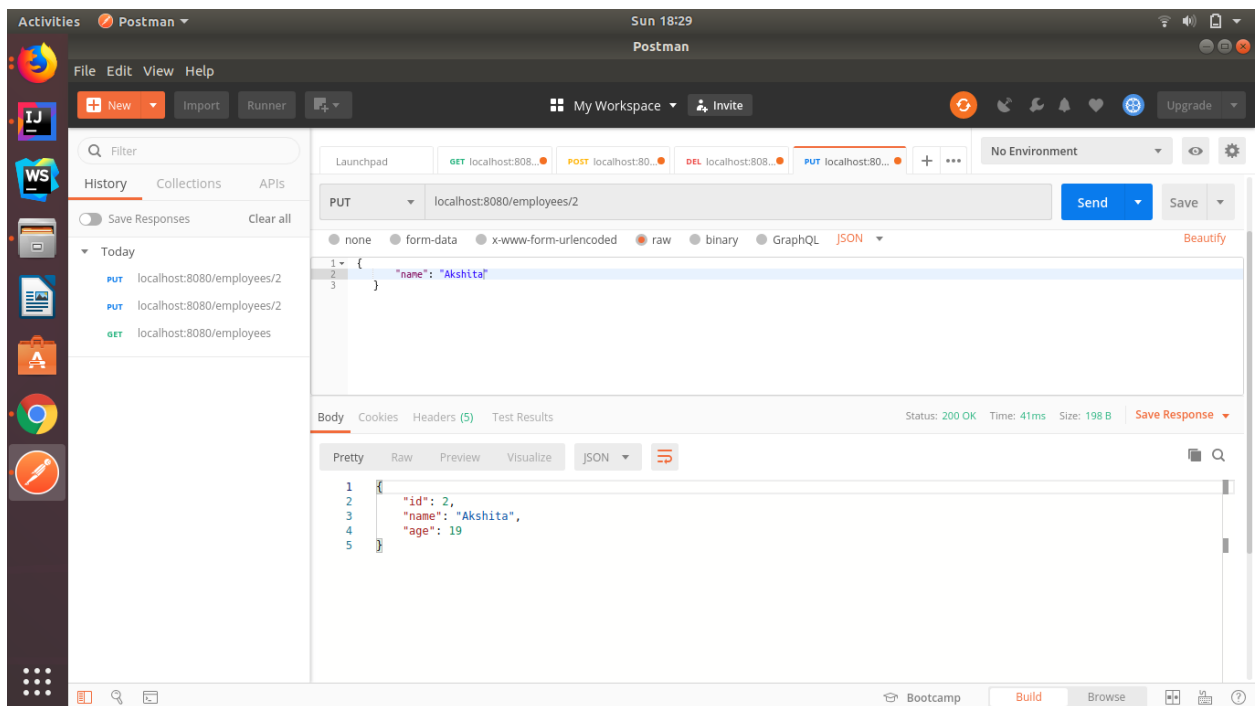 Activities Postman Sun 18:29
Postman
File Edit View Help
New Import Runner My Workspace Invite Upgrade
Filter
History Collections APIs
Save Responses Clear all
Today
PUT localhost:8080/employees/2
PUT localhost:8080/employees/2
GET localhost:8080/employees
Launchpad GET localhost:808... POST localhost:80... DEL localhost:808... PUT localhost:80... + ••• No Environment
PUT localhost:8080/employees/2 Send Save
none form-data x-www-form-urlencoded raw binary GraphQL JSON Beautify
1 {
2 "name": "Akshita"
3 }
Body Cookies Headers (5) Test Results Status: 200 OK Time: 41ms Size: 198 B Save Response
Pretty Raw Preview Visualize JSON
1 {
2 "id": 2,
3 "name": "Akshita",
4 "age": 19
5 }
Bootcamp Build Browse
IJ
WS